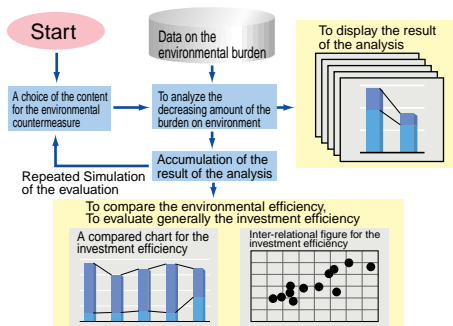 Start
Data on the
environmental burden
To display the result
of the analysis
A choice of the content
for the environmental
countermeasure
To analyze the
decreasing amount of the
burden on environment
Accumulation of the
result of the analysis
Repeated Simulation
of the evaluation
To compare the environmental efficiency,
To evaluate generally the investment efficiency
A compared chart for the
investment efficiency
Inter-relational figure for the
investment efficiency